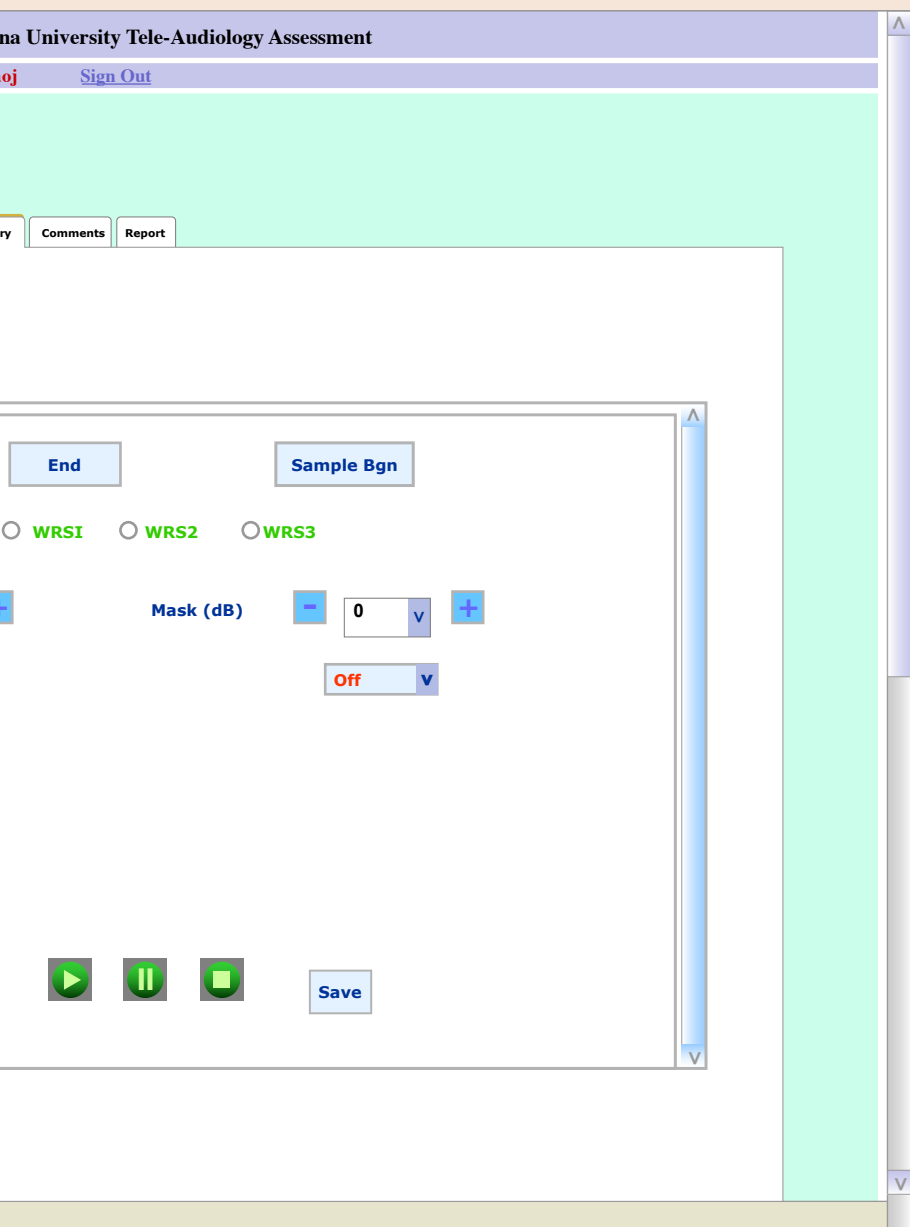 na University Tele-Audiology Assessment
oj Sign Out
ry Comments Report
End Sample Bgn
WRSI WRS2 WRS3
+ Mask (dB) - 0 v +
Off v
Save